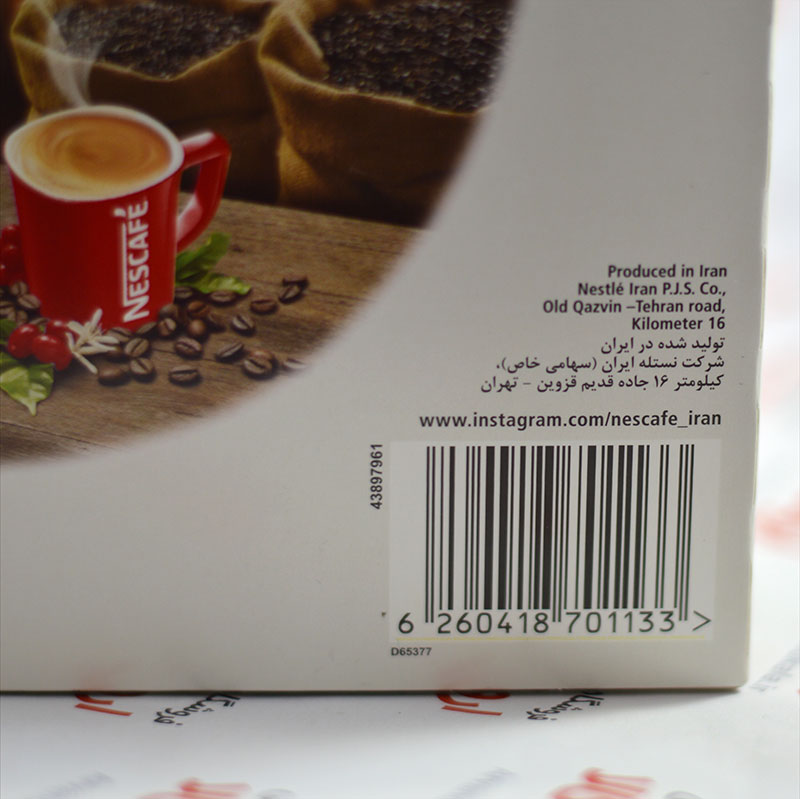 NESCAFÉ
Produced in Iran
Nestlé Iran P.J.S. Co.,
Old Qazvin –Tehran road,
Kilometer 16
تولید شده در ایران
شرکت نستله ایران (سهامی خاص)،
کیلومتر ۱۶ جاده قدیم قزوین - تهران
www.instagram.com/nescafe_iran
43897961
6 260418 701133 >
D65377